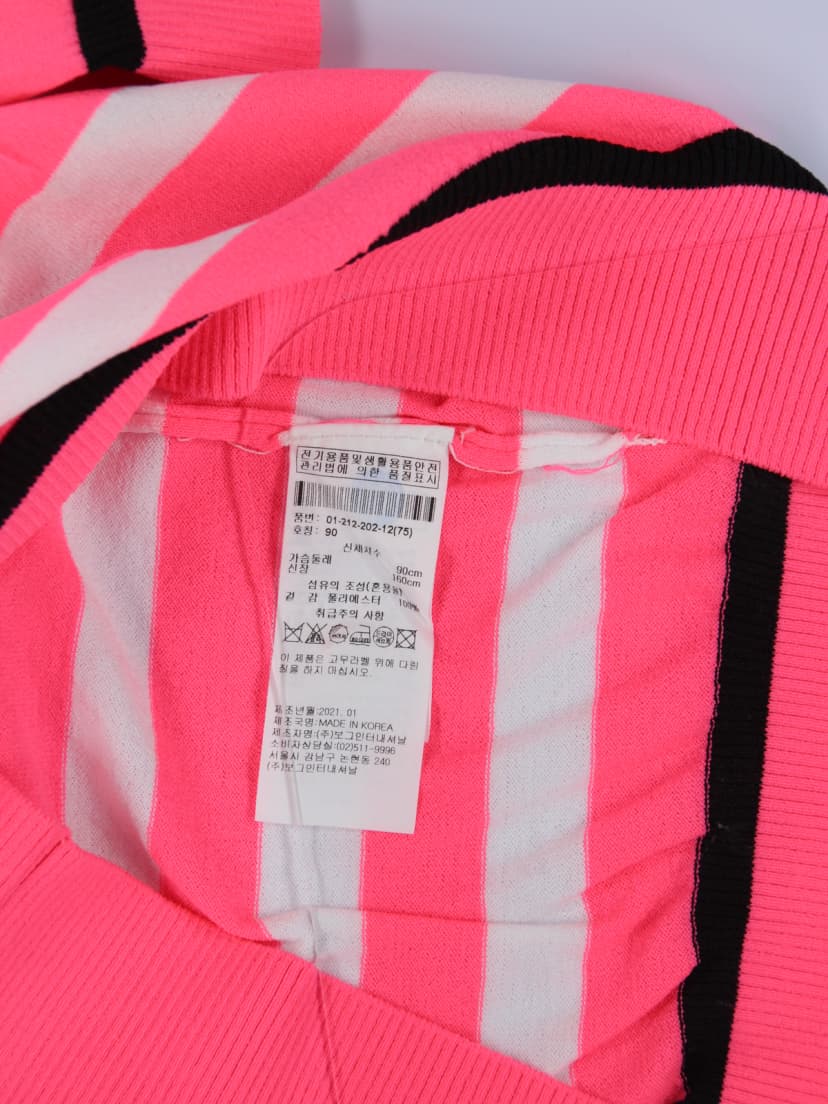 전기용품및생활용품안전
관리법에 의한 품질표시
품번: 01-212-202-12(75)
호칭: 90
신체치수
가슴둘레 90cm
신장 160cm
섬유의 조성(혼용율)
겉 감 폴리에스터 100%
취급주의 사항
이 제품은 고무라벨 위에 다림
질을 하지 마십시오.
제조년월:2021. 01
제조국명:MADE IN KOREA
제조자명:(주)보그인터내셔날
소비자상담실:(02)511-9996
서울시 강남구 논현동 240
(주)보그인터내셔날